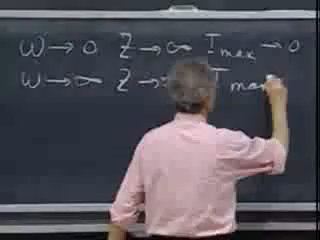 ω → 0 Z → ∞ I max → 0
ω → ∞ Z → I max